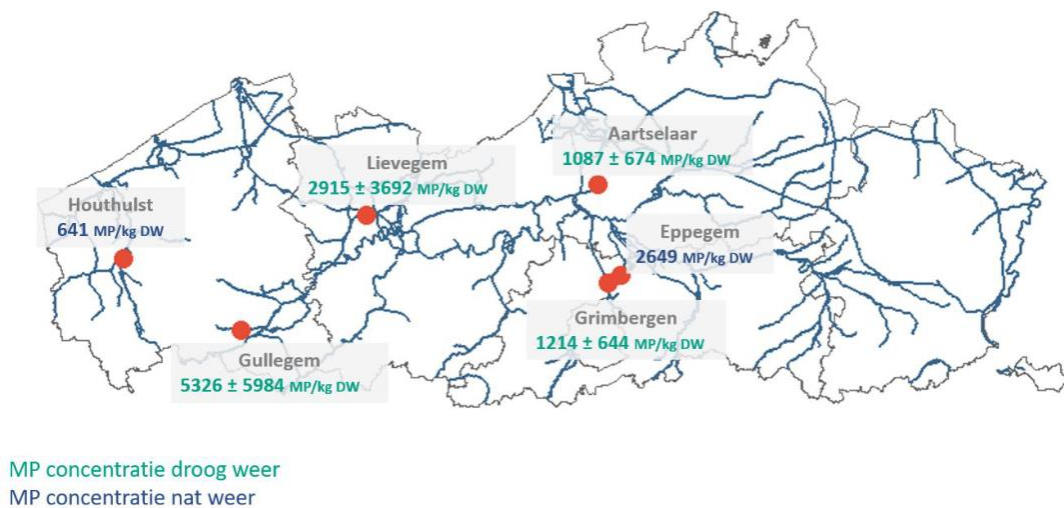 Aartselaar
1087 ± 674 MP/kg DW
Lievegem
2915 ± 3692 MP/kg DW
Houthulst
641 MP/kg DW
Eppegem
2649 MP/kg DW
Grimbergen
1214 ± 644 MP/kg DW
Gullegem
5326 ± 5984 MP/kg DW
MP concentratie droog weer
MP concentratie nat weer